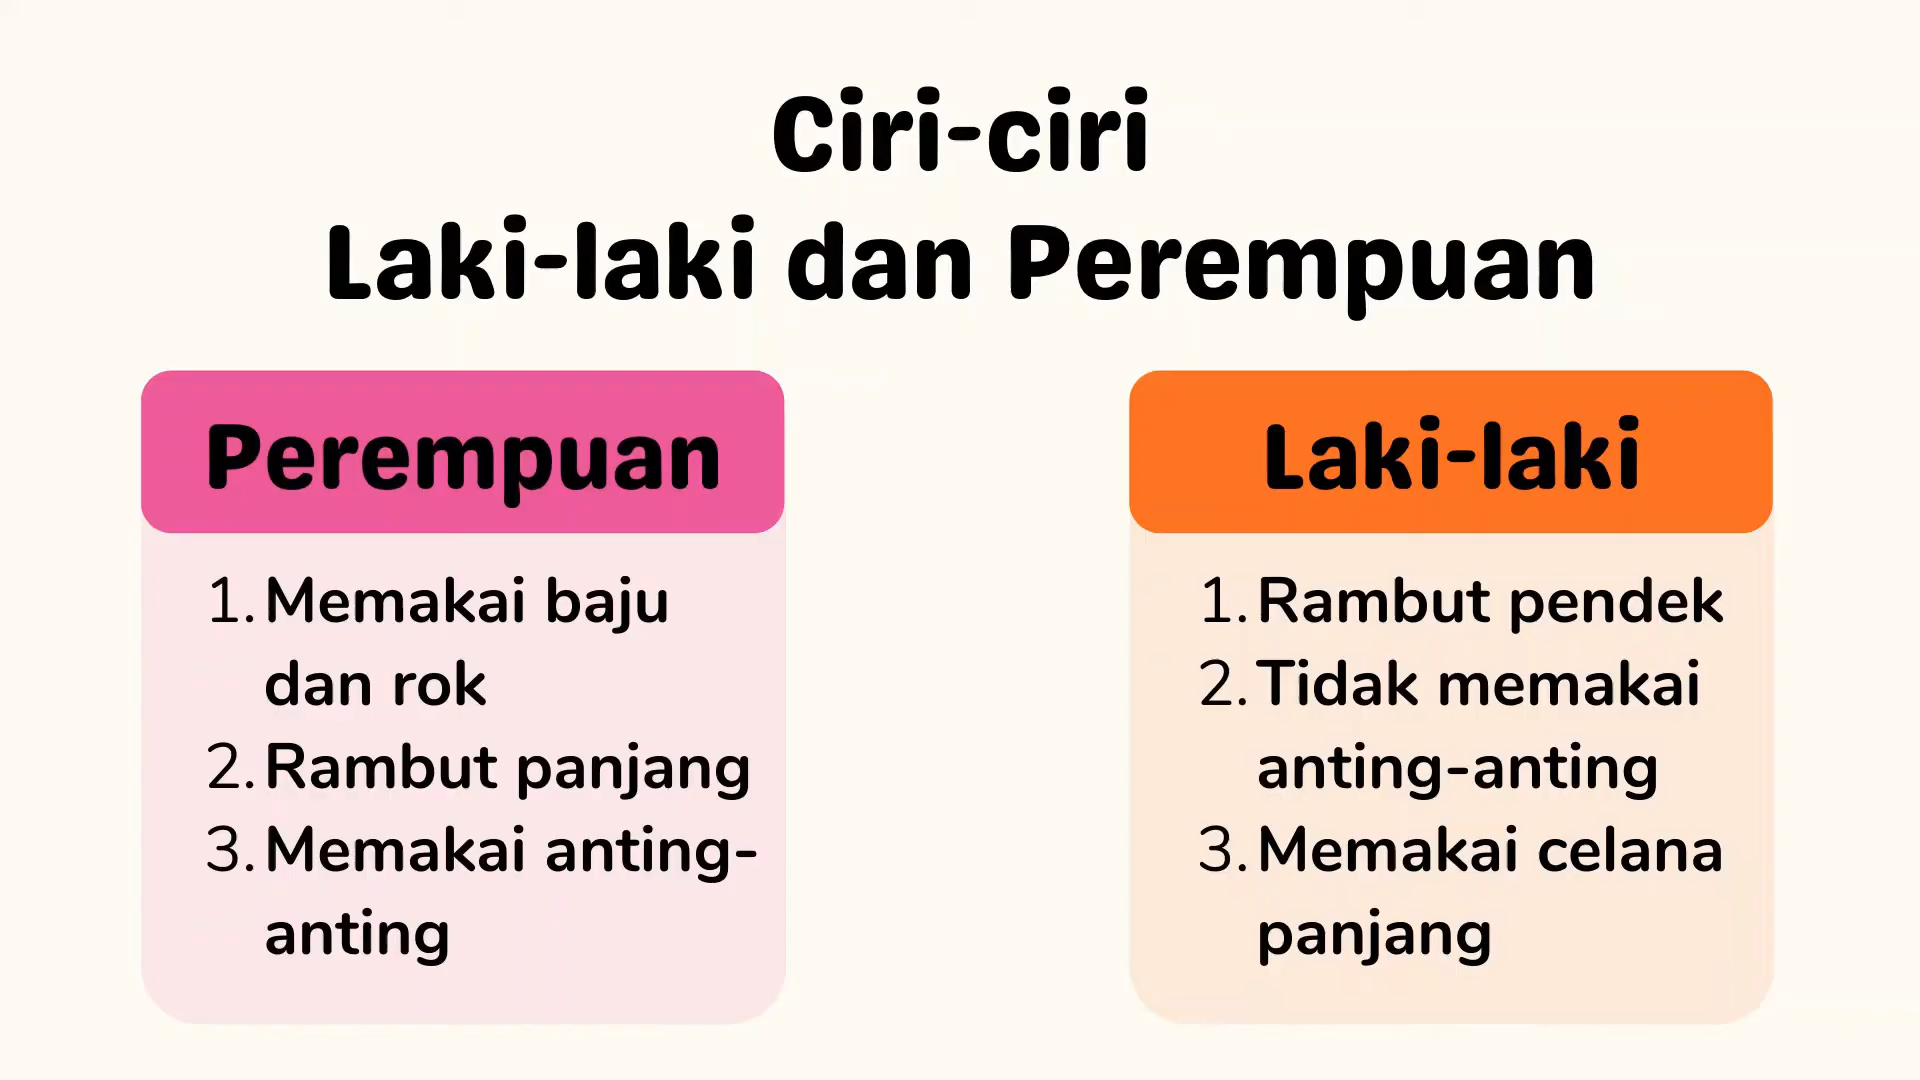 Ciri-ciri
Laki-laki dan Perempuan
Perempuan
1. Memakai baju
dan rok
2. Rambut panjang
3. Memakai anting-
anting
Laki-laki
1. Rambut pendek
2. Tidak memakai
anting-anting
3. Memakai celana
panjang